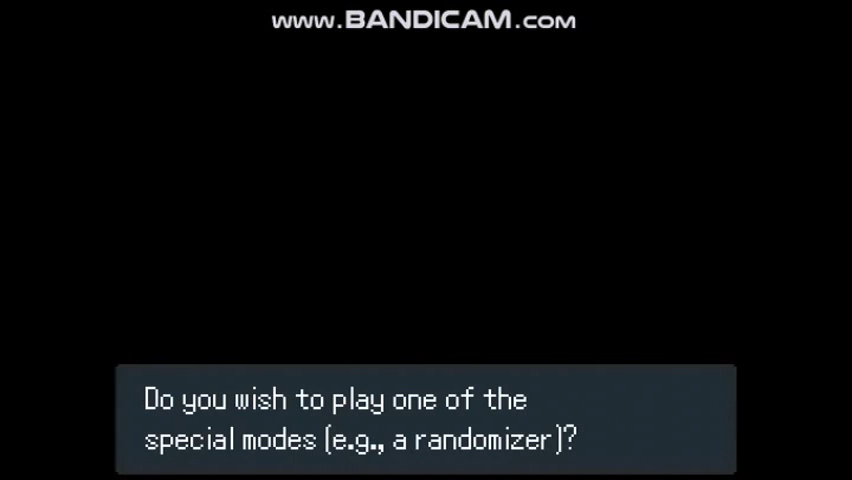 www.BANDICAM.com
Do you wish to play one of the
special modes (e.g., a randomizer)?